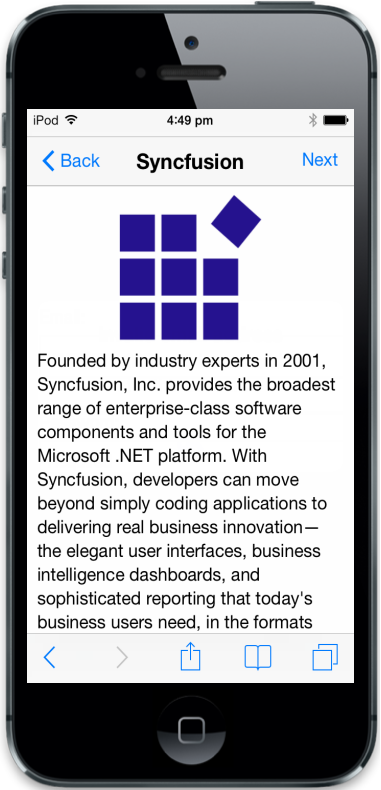 iPod 4:49 pm
Back Syncfusion Next
Founded by industry experts in 2001,
Syncfusion, Inc. provides the broadest
range of enterprise-class software
components and tools for the
Microsoft .NET platform. With
Syncfusion, developers can move
beyond simply coding applications to
delivering real business innovation—
the elegant user interfaces, business
intelligence dashboards, and
sophisticated reporting that today's
business users need, in the formats